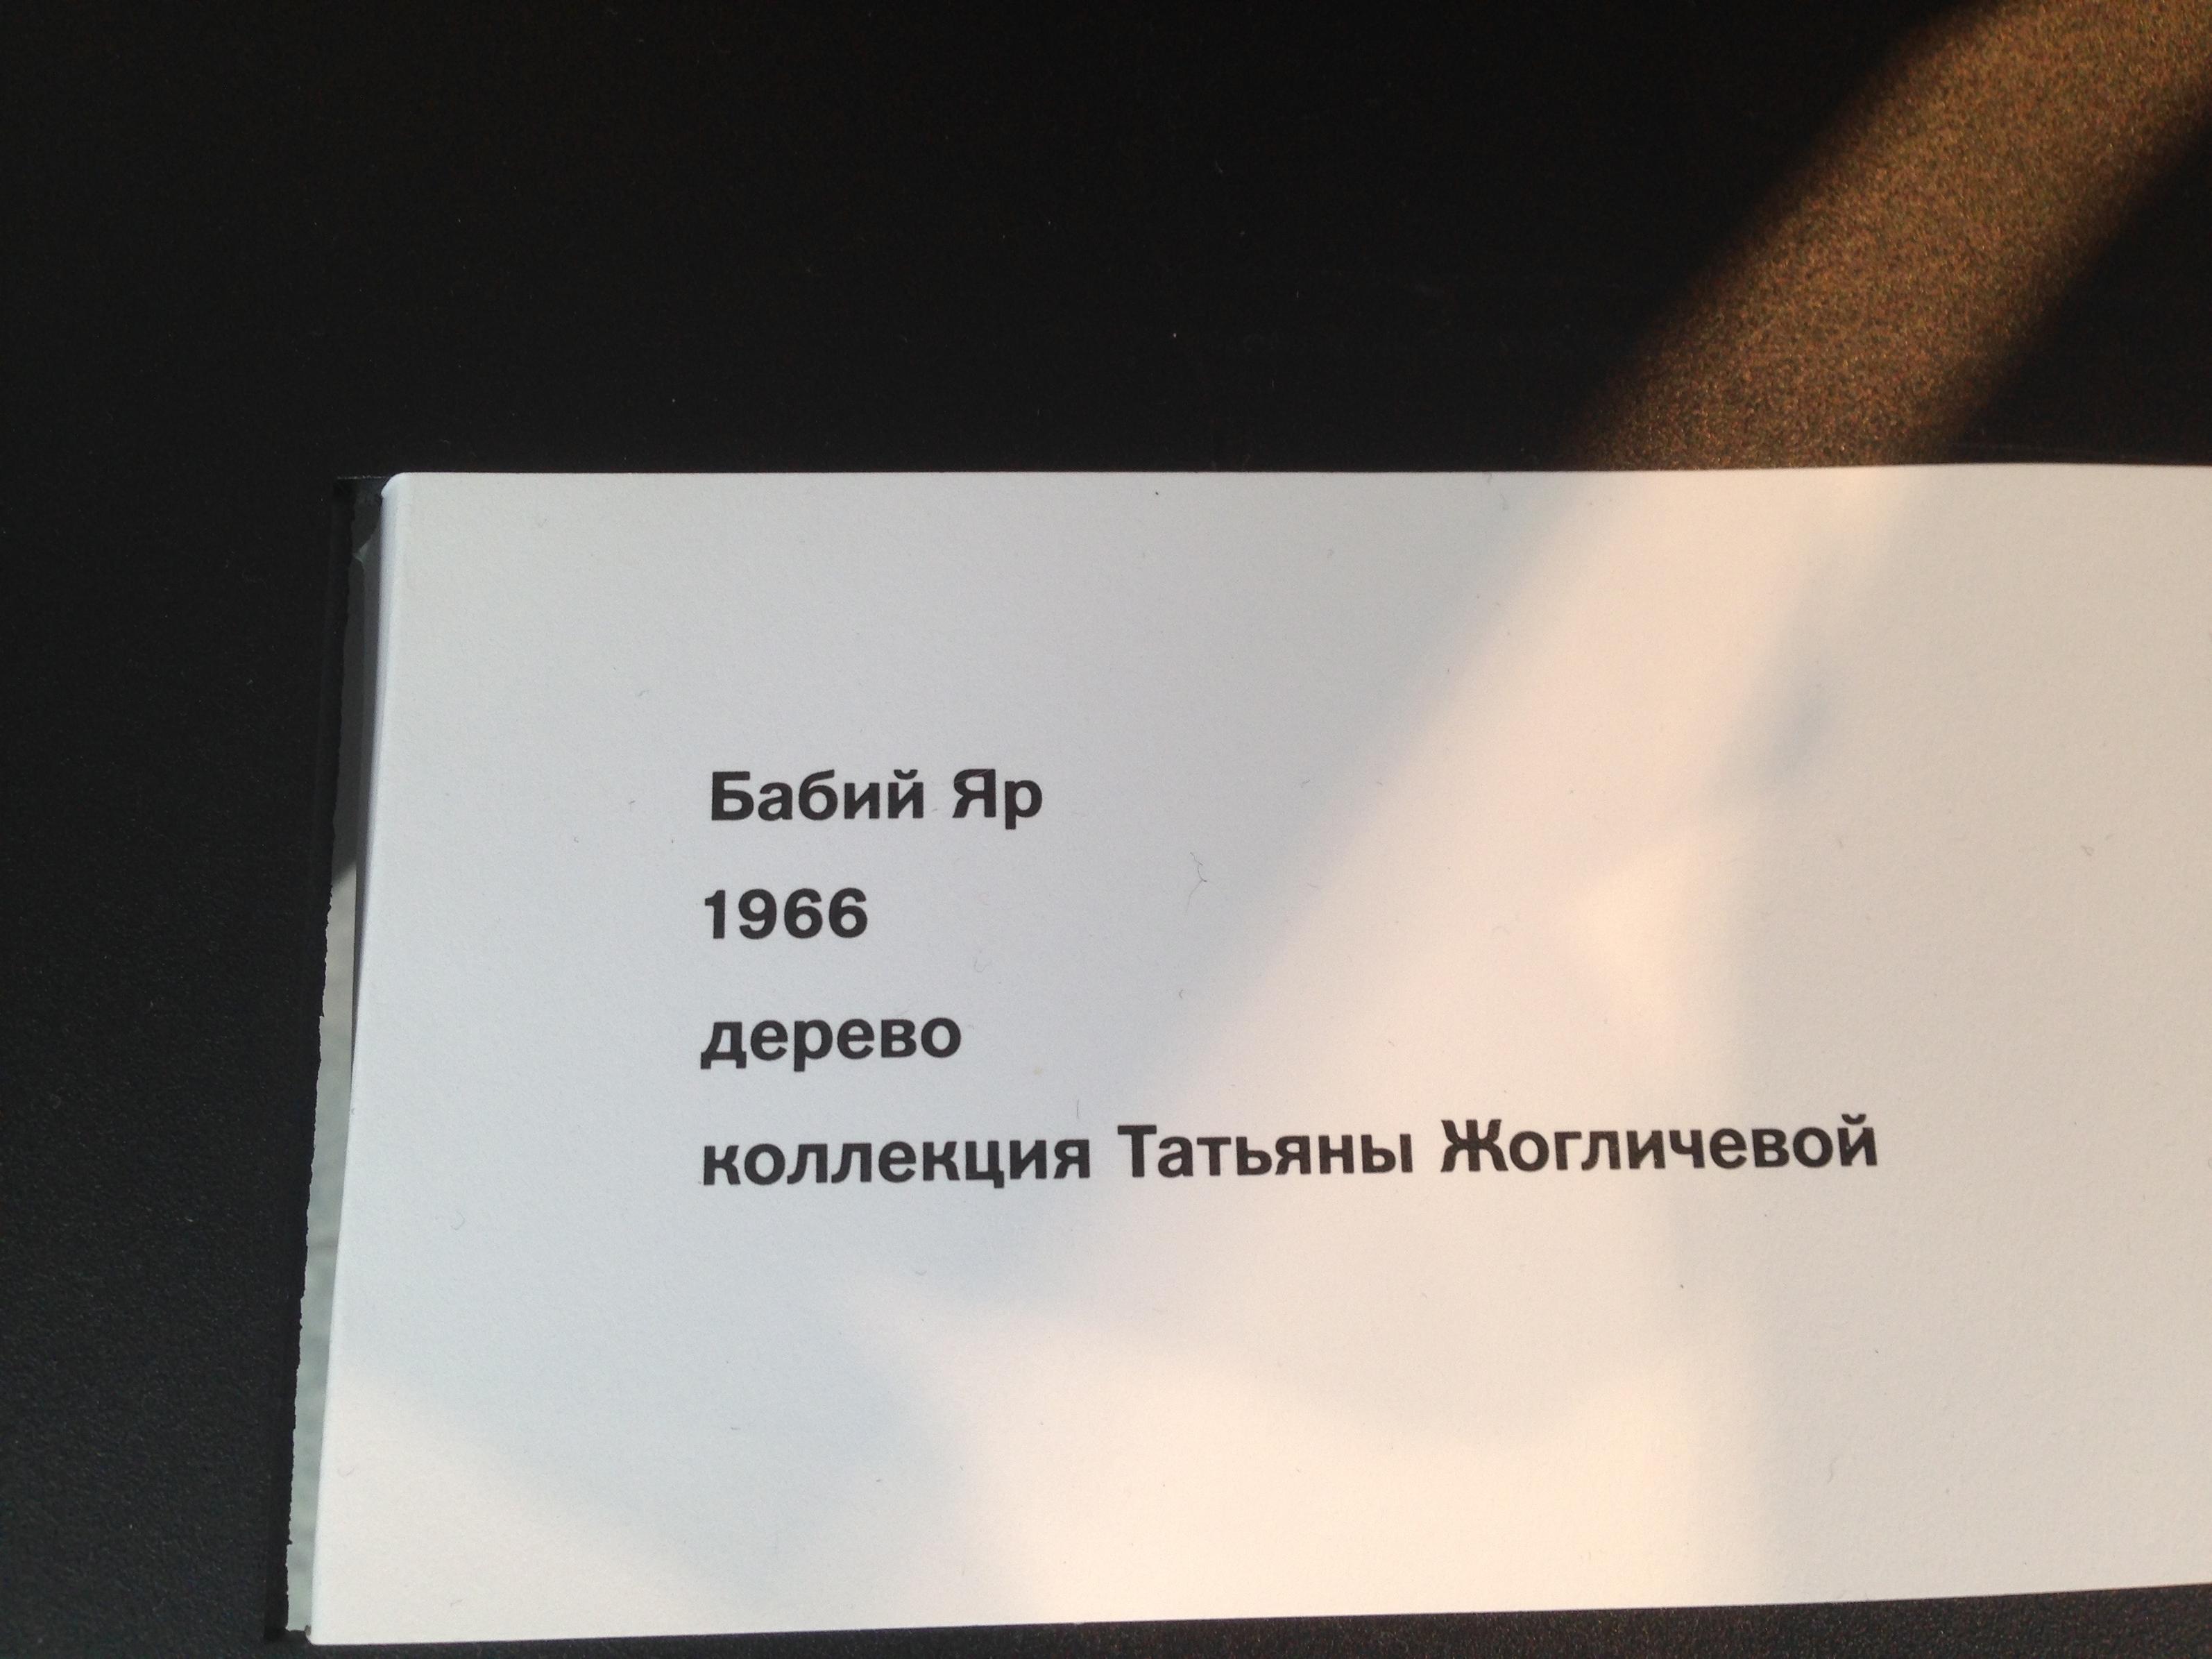 Бабий Яр
1966
дерево
коллекция Татьяны Жогличевой